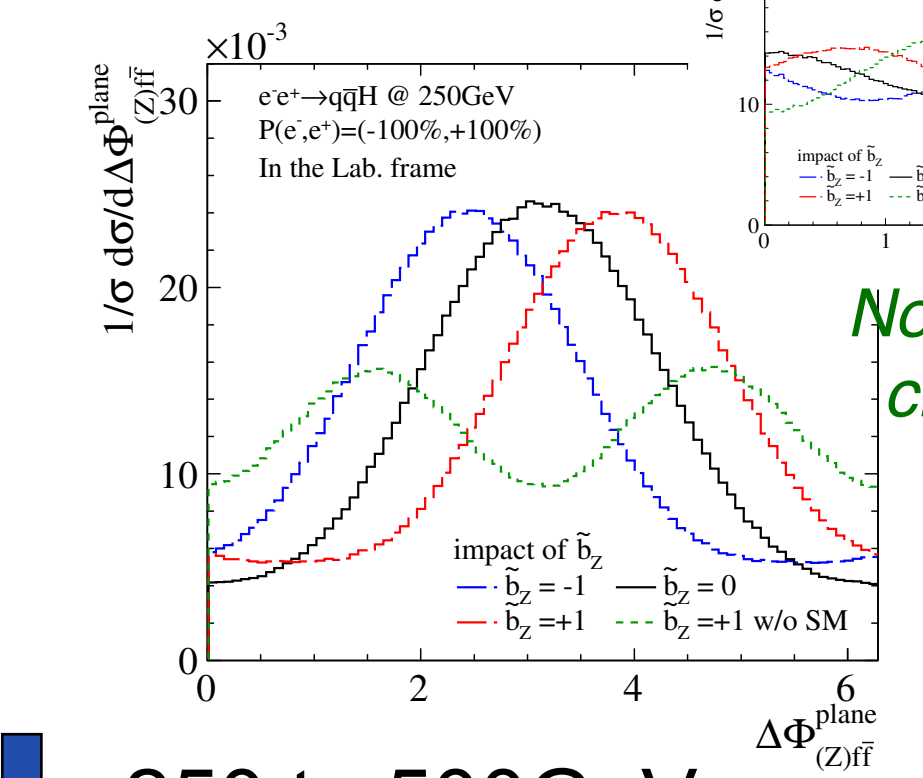 ×10⁻³
1/σ dσ/dΔΦ^plane_(Z)ff̅
30
20
10
0
e⁻e⁺→qq̅H @ 250GeV
P(e⁻,e⁺)=(-100%,+100%)
In the Lab. frame
impact of b̃_Z
b̃_Z = -1
b̃_Z = 0
b̃_Z =+1
b̃_Z =+1 w/o SM
0 2 4 6
ΔΦ^plane_(Z)ff̅
1/σ
10
0
impact of b̃_Z
b̃_Z = -1
b̃_Z =+1
0 1